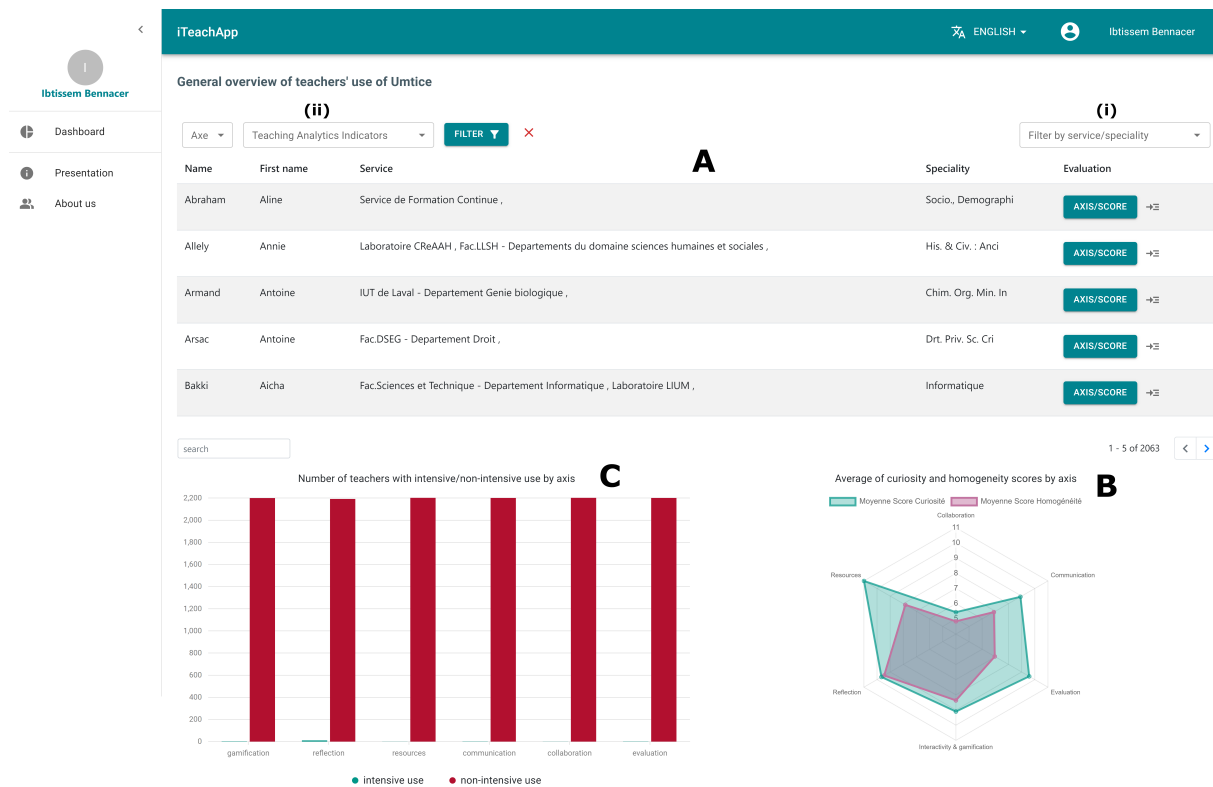 iTeachApp
ENGLISH
Ibtissem Bennacer
I
Ibtissem Bennacer
Dashboard
Presentation
About us
General overview of teachers' use of Umtice
(ii)
(i)
Axe
Teaching Analytics Indicators
FILTER
Filter by service/speciality
A
Name First name Service Speciality Evaluation
Abraham Aline Service de Formation Continue , Socio., Demographi AXIS/SCORE
Allely Annie Laboratoire CReAAH , Fac.LLSH - Departements du domaine sciences humaines et sociales , His. & Civ. : Anci AXIS/SCORE
Armand Antoine IUT de Laval - Departement Genie biologique , Chim. Org. Min. In AXIS/SCORE
Arsac Antoine Fac.DSEG - Departement Droit , Drt. Priv. Sc. Cri AXIS/SCORE
Bakki Aicha Fac.Sciences et Technique - Departement Informatique , Laboratoire LIUM , Informatique AXIS/SCORE
search
1 - 5 of 2063
Number of teachers with intensive/non-intensive use by axis
C
2,200
2,000
1,800
1,600
1,400
1,200
1,000
800
600
400
200
0
gamification reflection resources communication collaboration evaluation
intensive use non-intensive use
Average of curiosity and homogeneity scores by axis
B
Moyenne Score Curiosité Moyenne Score Homogénéité
Collaboration
11
10
9
8
7
6
5
Resources
Communication
Reflection
Evaluation
Interactivity & gamification